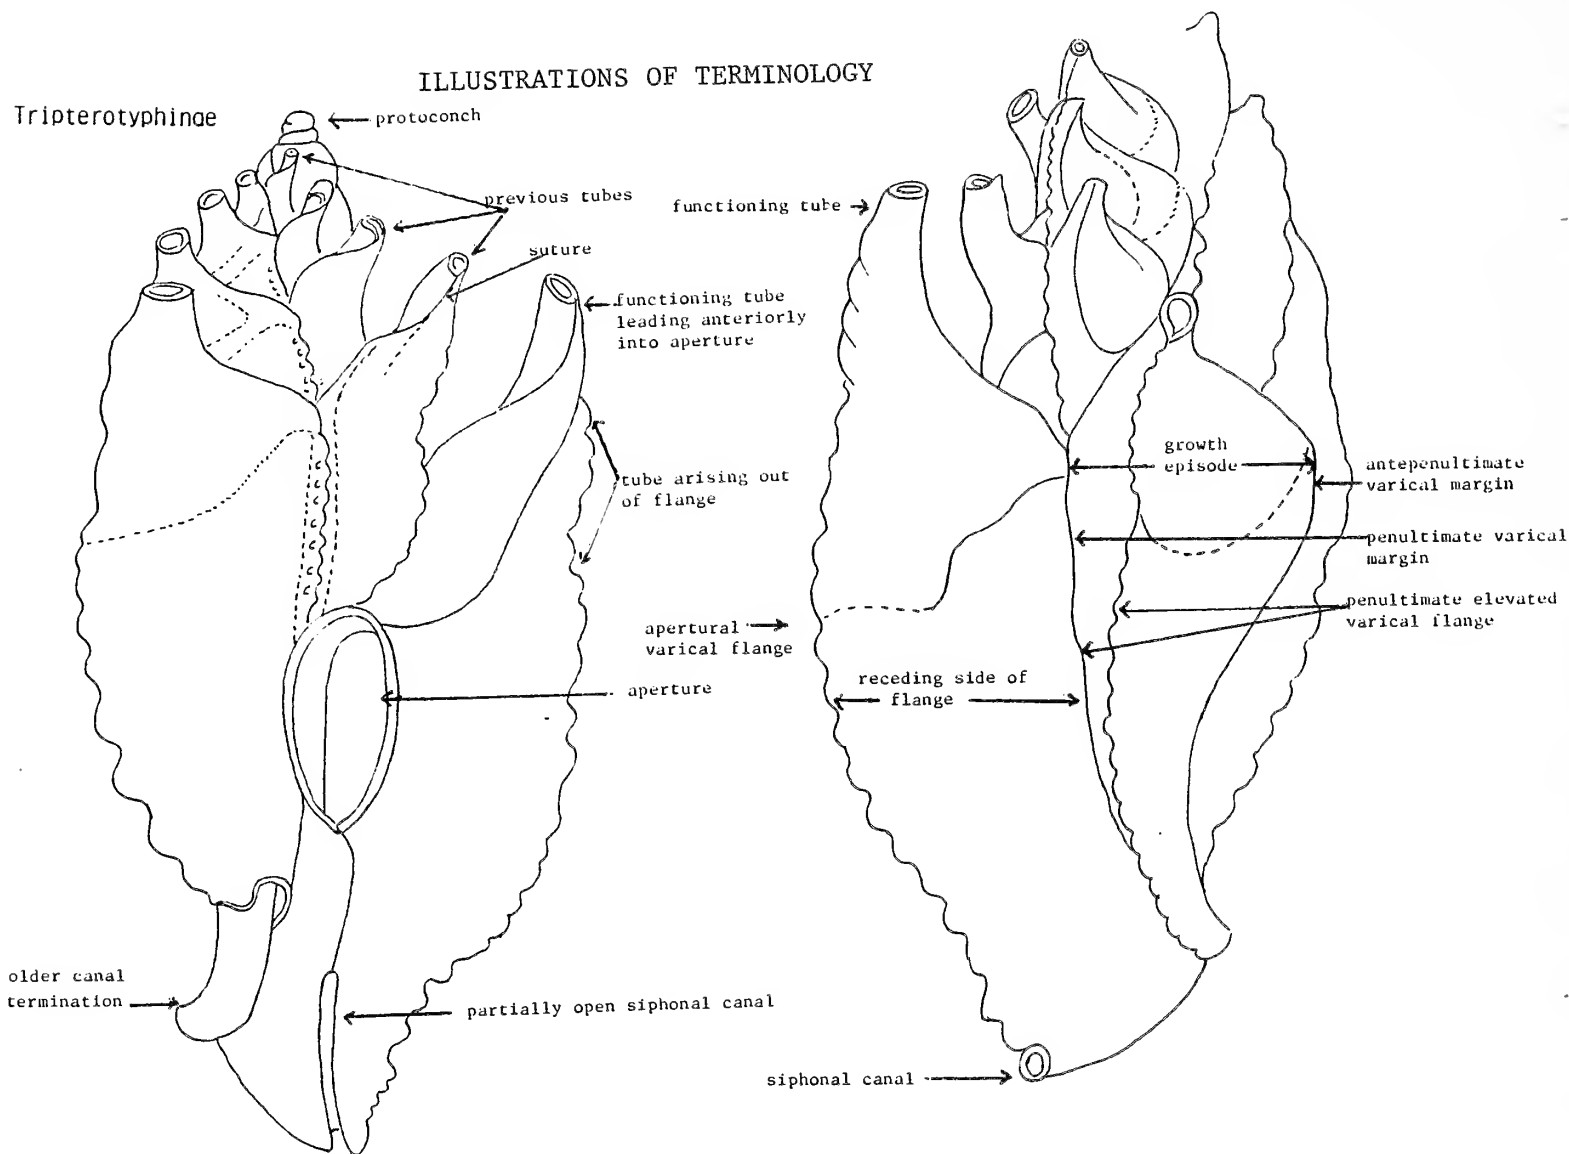 ILLUSTRATIONS OF TERMINOLOGY
Tripterotyphinae
protoconch
previous tubes
suture
functioning tube
leading anteriorly
into aperture
tube arising out
of flange
aperture
older canal
termination
partially open siphonal canal
functioning tube
growth
episode
antepenultimate
varical margin
penultimate varical
margin
penultimate elevated
varical flange
apertural
varical flange
receding side of
flange
siphonal canal